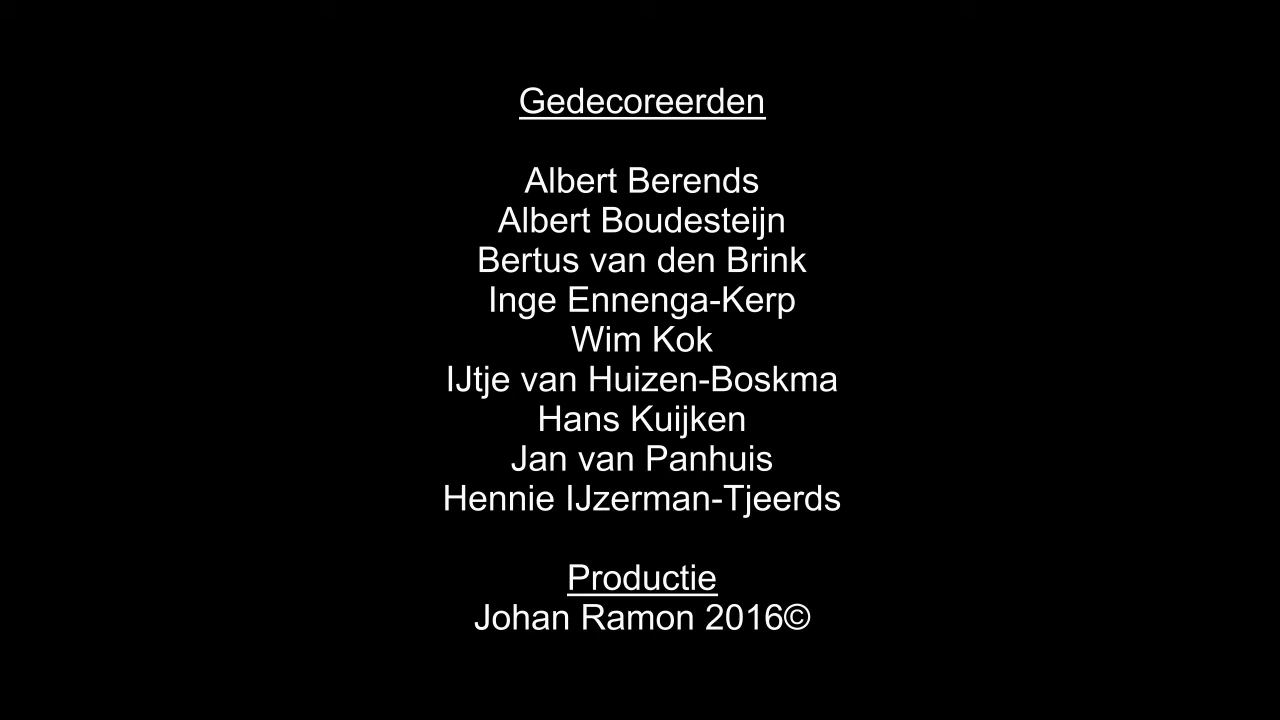 Gedecoreerden
Albert Berends
Albert Boudesteijn
Bertus van den Brink
Inge Ennenga-Kerp
Wim Kok
IJtje van Huizen-Boskma
Hans Kuijken
Jan van Panhuis
Hennie IJzerman-Tjeerds
Productie
Johan Ramon 2016©